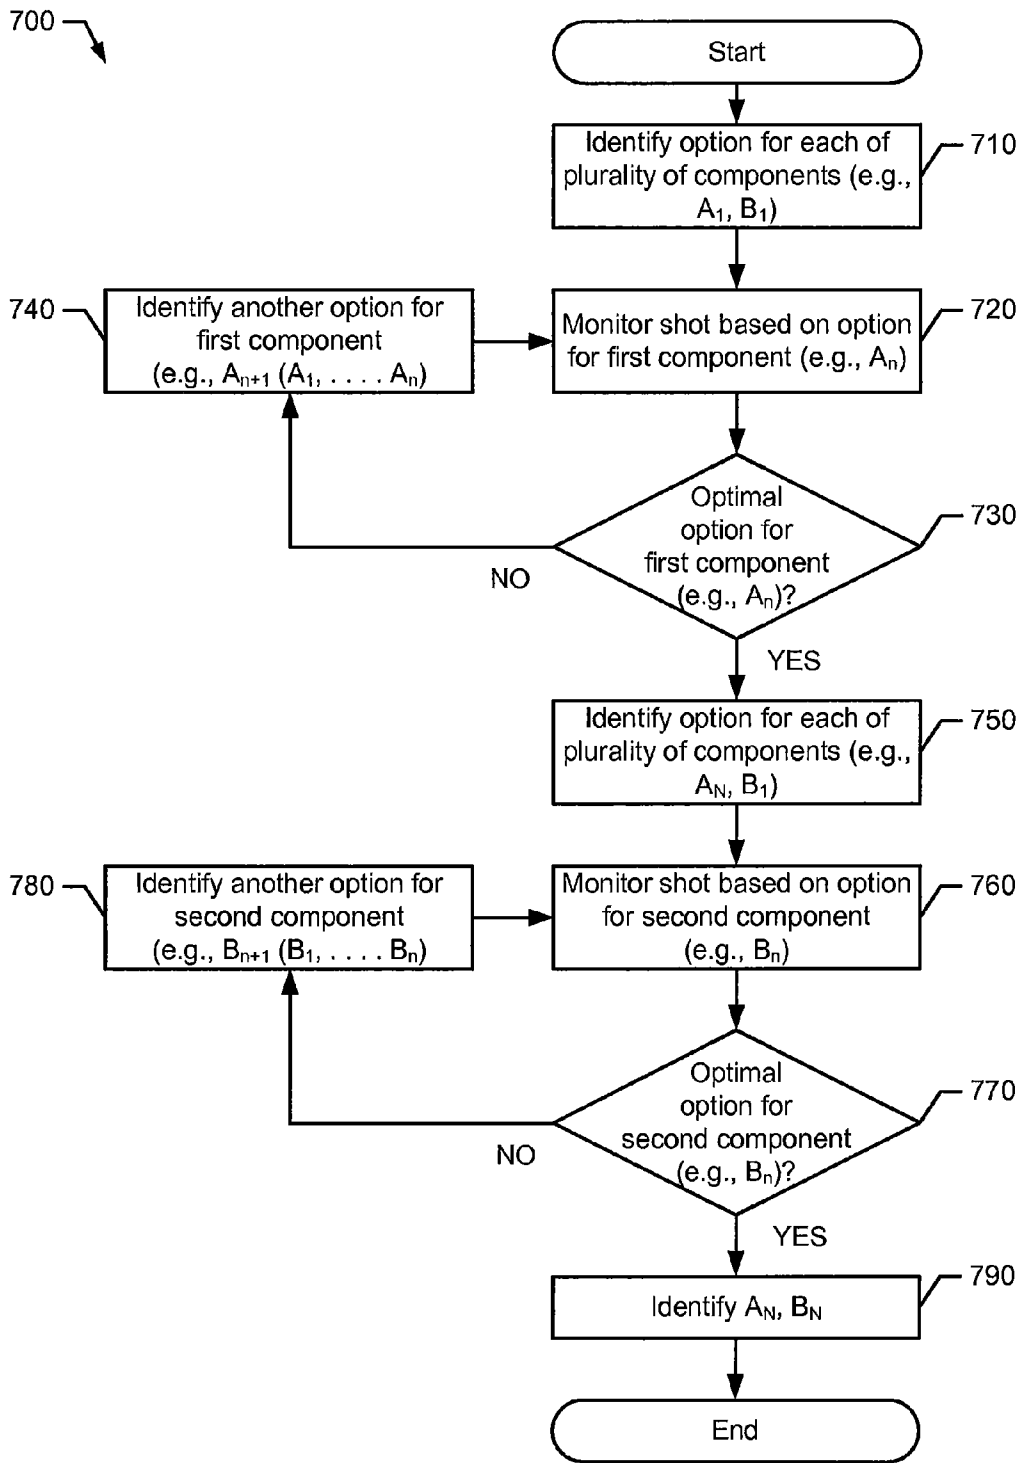 700
Start
Identify option for each of
plurality of components (e.g.,
A₁, B₁)
710
740
Identify another option for
first component
(e.g., Aₙ₊₁ (A₁, . . . . Aₙ)
Monitor shot based on option
for first component (e.g., Aₙ)
720
Optimal
option for
first component
(e.g., Aₙ)?
730
NO
YES
Identify option for each of
plurality of components (e.g.,
A_N, B₁)
750
780
Identify another option for
second component
(e.g., Bₙ₊₁ (B₁, . . . . Bₙ)
Monitor shot based on option
for second component
(e.g., Bₙ)
760
Optimal
option for
second component
(e.g., Bₙ)?
770
NO
YES
Identify A_N, B_N
790
End